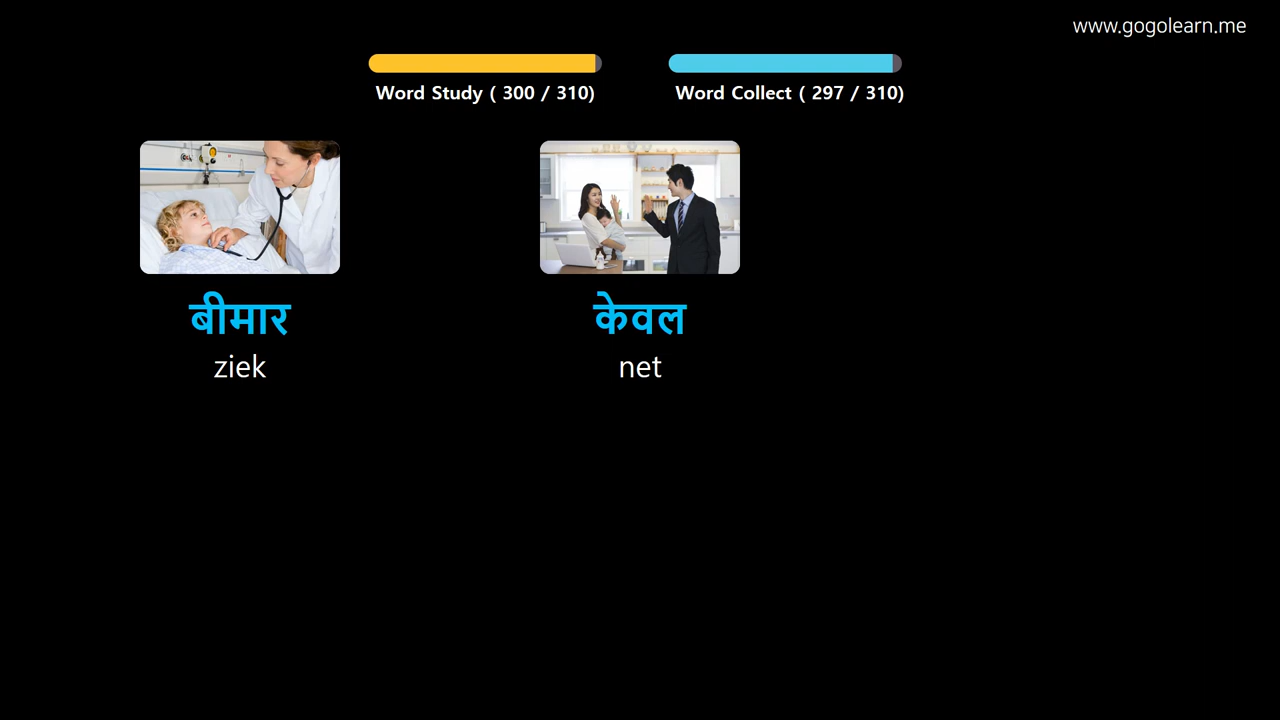 www.gogolearn.me
Word Study ( 300 / 310)
Word Collect ( 297 / 310)
बीमार
ziek
केवल
net